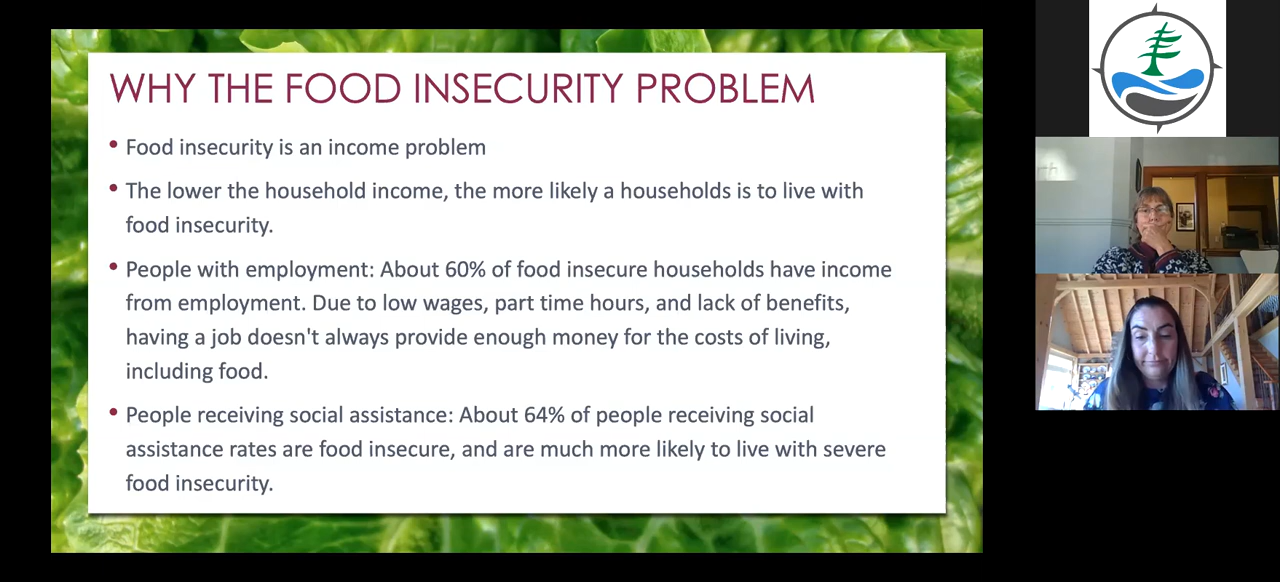 WHY THE FOOD INSECURITY PROBLEM
• Food insecurity is an income problem
• The lower the household income, the more likely a households is to live with
food insecurity.
• People with employment: About 60% of food insecure households have income
from employment. Due to low wages, part time hours, and lack of benefits,
having a job doesn't always provide enough money for the costs of living,
including food.
• People receiving social assistance: About 64% of people receiving social
assistance rates are food insecure, and are much more likely to live with severe
food insecurity.